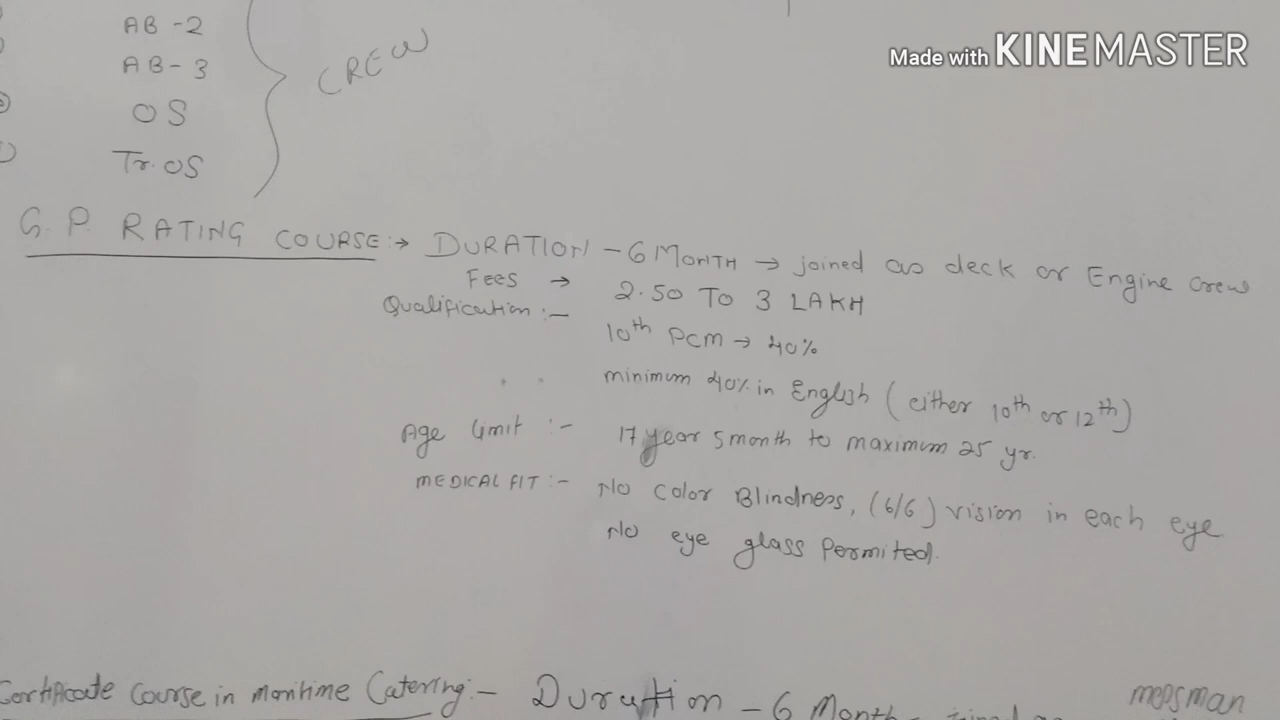 AB-2
AB-3
OS
Tr. OS
CREW
Made with KINEMASTER
G.P. RATING COURSE:→ DURATION - 6 MONTH → joined as deck or Engine crew
Fees → 2.50 TO 3 LAKH
Qualification :-
10th PCM → 40%
minimum 40% in English (either 10th or 12th)
Age limit :- 17 year 5 month to maximum 25 yr.
MEDICAL FIT :- No color Blindness, (6/6) vision in each eye
No eye glass Permited.
Certificate Course in Maritime Catering:- Duration - 6 Month
messman